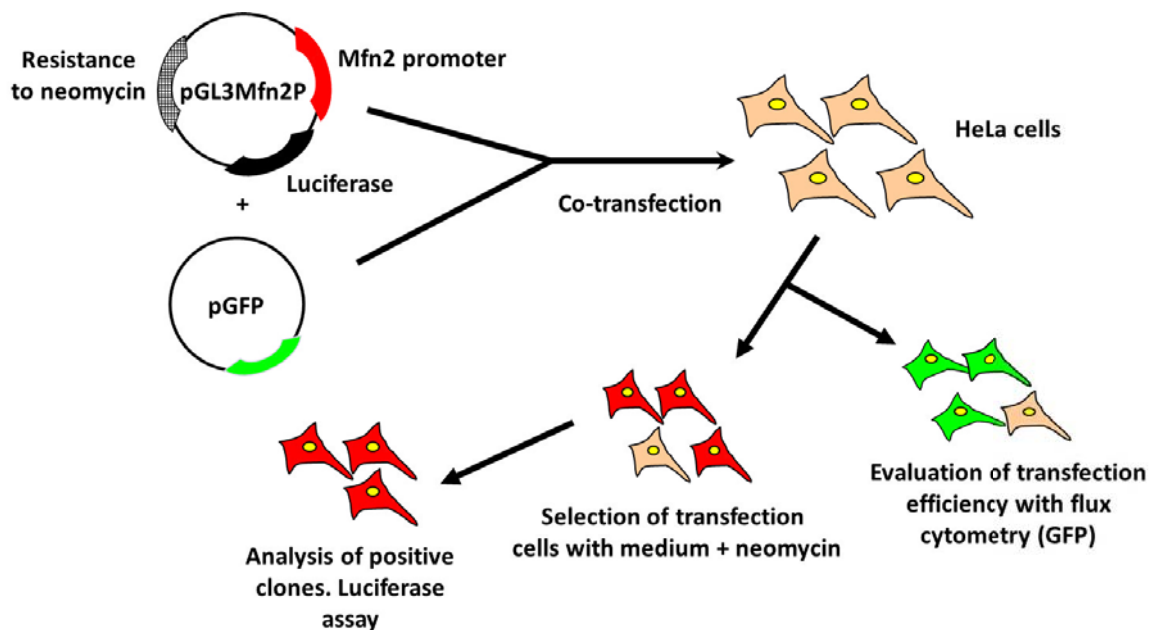 Resistance
to neomycin
pGL3Mfn2P
Mfn2 promoter
Luciferase
+
pGFP
Co-transfection
HeLa cells
Evaluation of transfection
efficiency with flux
cytometry (GFP)
Selection of transfection
cells with medium + neomycin
Analysis of positive
clones. Luciferase
assay